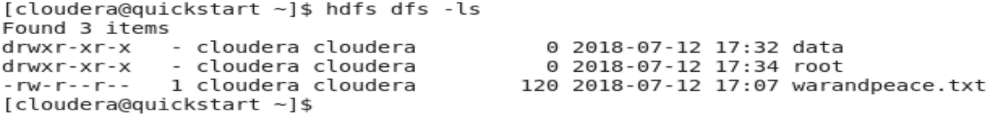 [cloudera@quickstart ~]$ hdfs dfs -ls
Found 3 items
drwxr-xr-x   - cloudera cloudera          0 2018-07-12 17:32 data
drwxr-xr-x   - cloudera cloudera          0 2018-07-12 17:34 root
-rw-r--r--   1 cloudera cloudera        120 2018-07-12 17:07 warandpeace.txt
[cloudera@quickstart ~]$